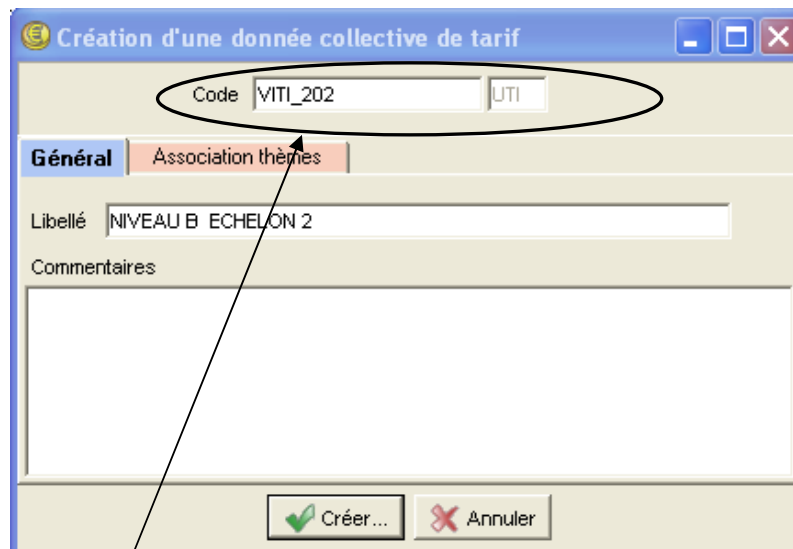 Création d'une donnée collective de tarif
Code VITI_202 UTI
Général Association thèmes
Libellé NIVEAU B ECHELON 2
Commentaires
Créer... Annuler